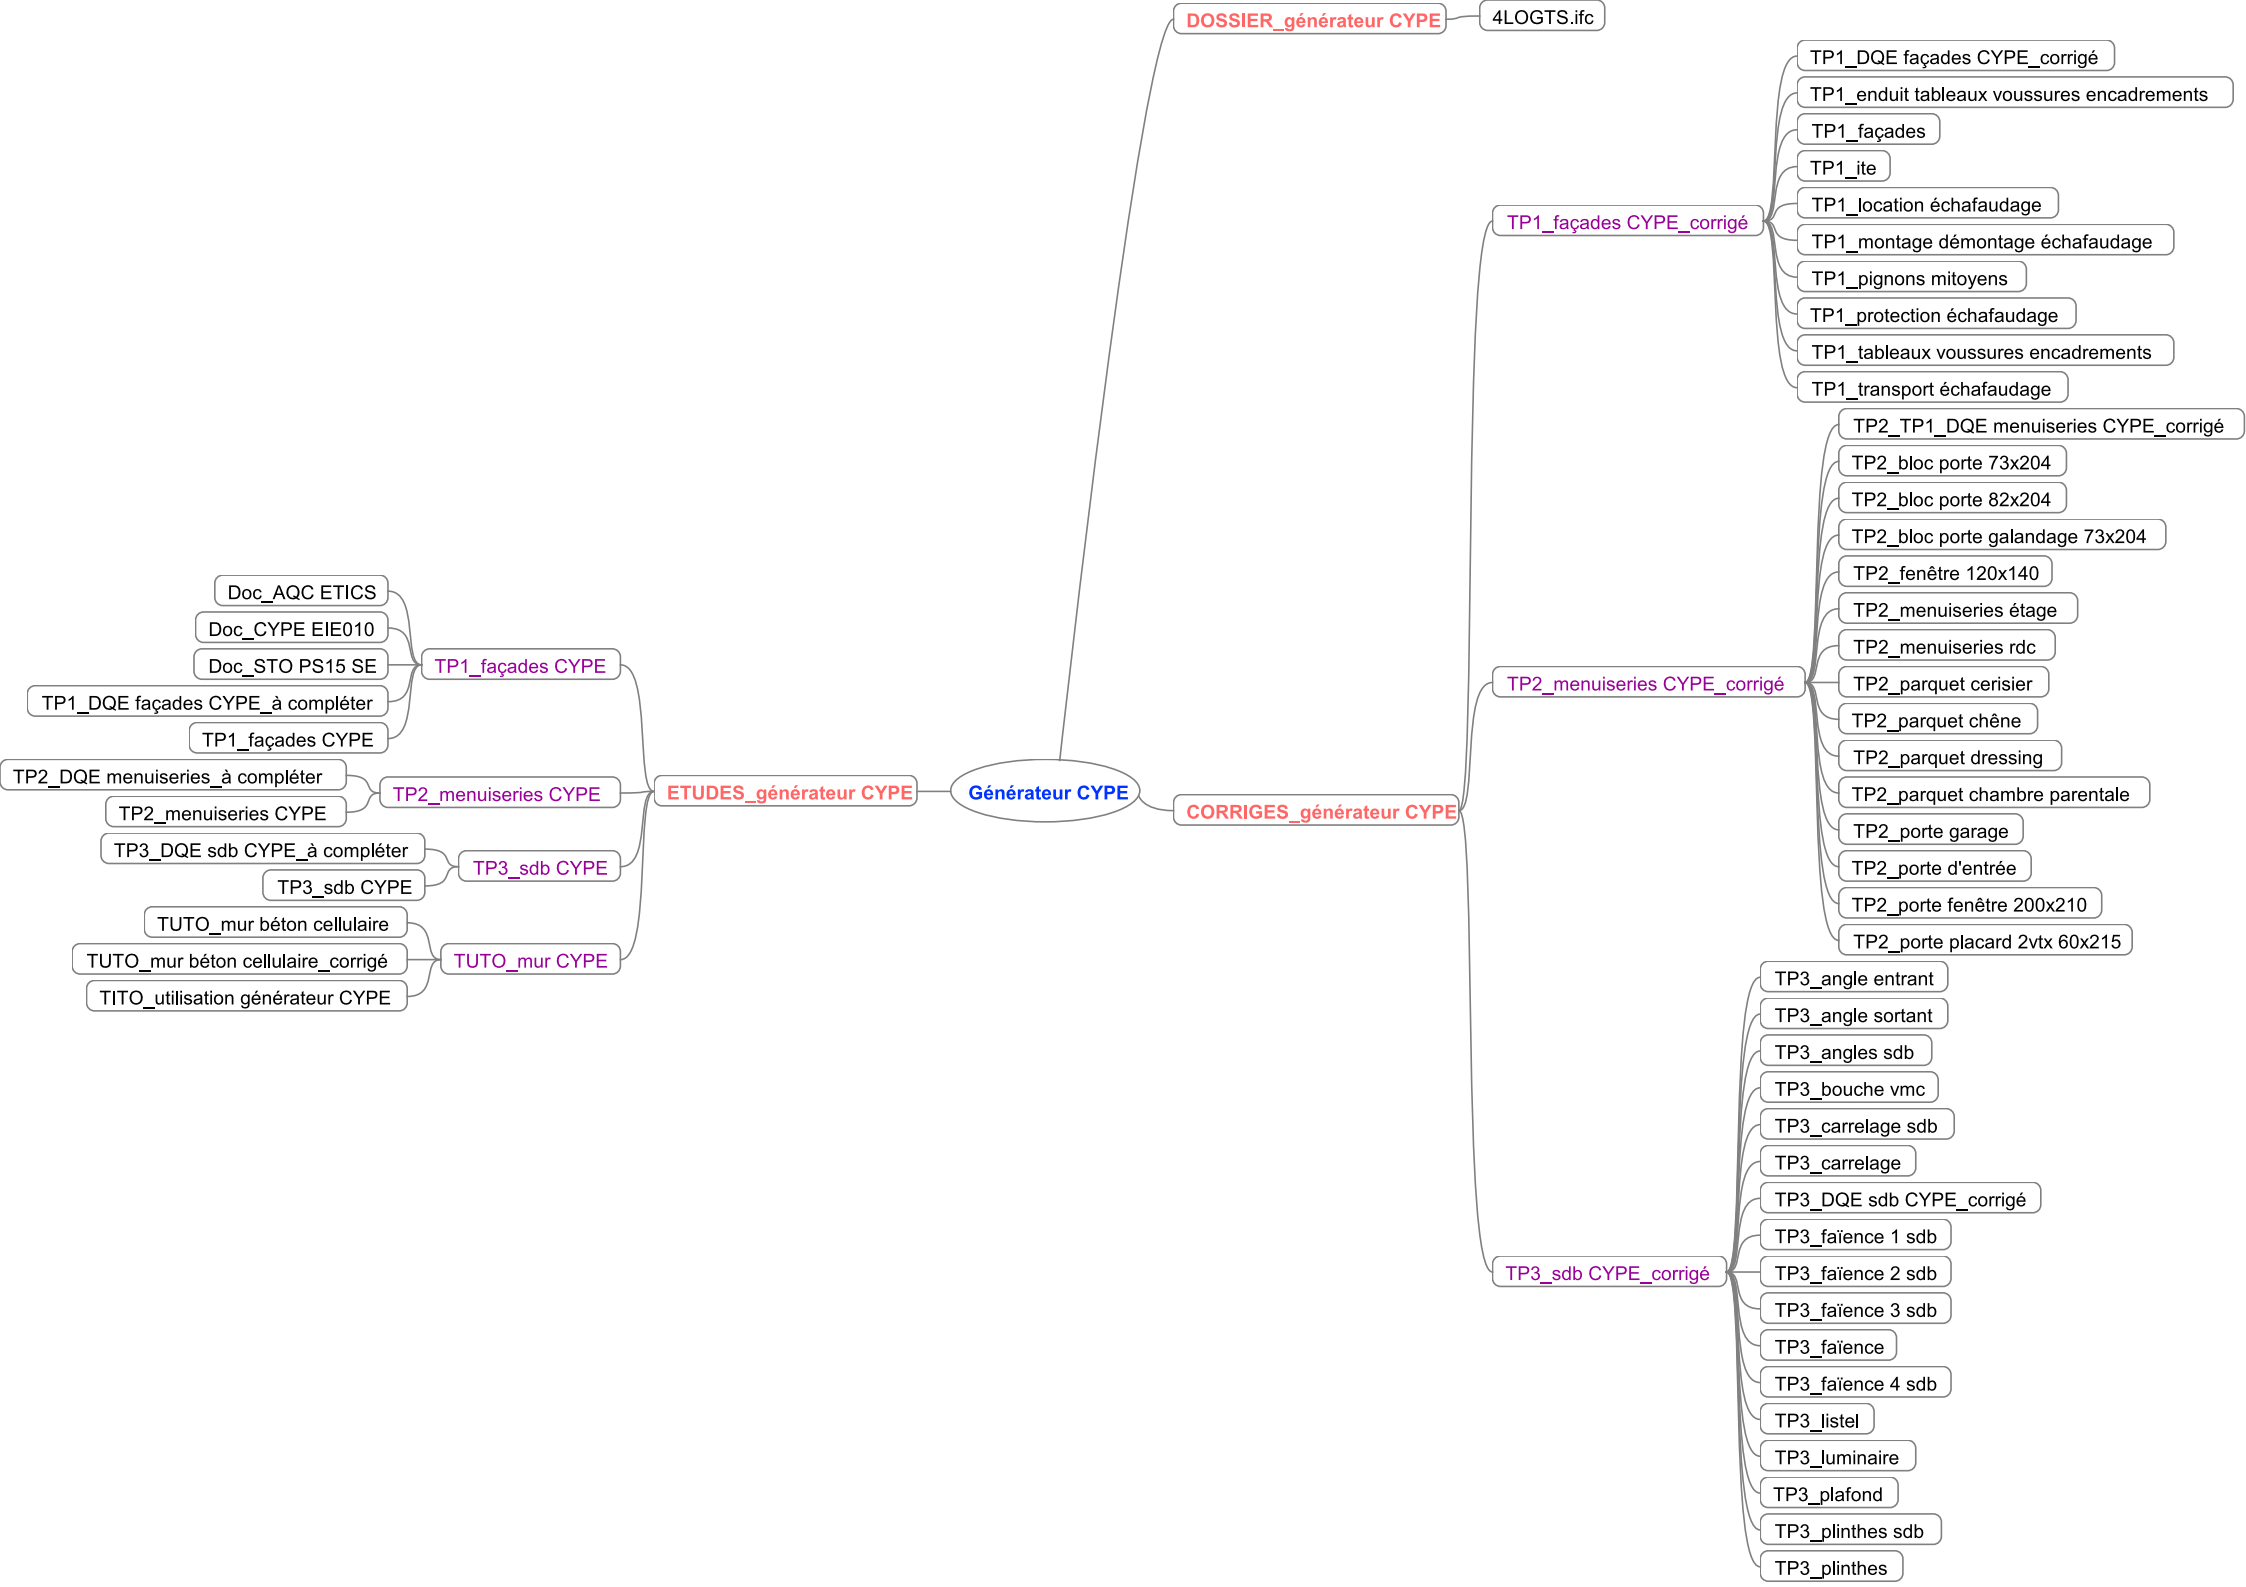 DOSSIER_générateur CYPE
4LOGTS.ifc
TP1_DQE façades CYPE_corrigé
TP1_enduit tableaux voussures encadrements
TP1_façades
TP1_ite
TP1_location échafaudage
TP1_façades CYPE_corrigé
TP1_montage démontage échafaudage
TP1_pignons mitoyens
TP1_protection échafaudage
TP1_tableaux voussures encadrements
TP1_transport échafaudage
TP2_TP1_DQE menuiseries CYPE_corrigé
TP2_bloc porte 73x204
TP2_bloc porte 82x204
TP2_bloc porte galandage 73x204
TP2_fenêtre 120x140
TP2_menuiseries étage
TP2_menuiseries rdc
TP2_menuiseries CYPE_corrigé
TP2_parquet cerisier
TP2_parquet chêne
TP2_parquet dressing
TP2_parquet chambre parentale
TP2_porte garage
TP2_porte d'entrée
TP2_porte fenêtre 200x210
TP2_porte placard 2vtx 60x215
Doc_AQC ETICS
Doc_CYPE EIE010
Doc_STO PS15 SE
TP1_façades CYPE
TP1_DQE façades CYPE_à compléter
TP1_façades CYPE
TP2_DQE menuiseries_à compléter
TP2_menuiseries CYPE
TP2_menuiseries CYPE
ETUDES_générateur CYPE
Générateur CYPE
CORRIGES_générateur CYPE
TP3_DQE sdb CYPE_à compléter
TP3_sdb CYPE
TP3_sdb CYPE
TUTO_mur béton cellulaire
TUTO_mur béton cellulaire_corrigé
TUTO_mur CYPE
TITO_utilisation générateur CYPE
TP3_angle entrant
TP3_angle sortant
TP3_angles sdb
TP3_bouche vmc
TP3_carrelage sdb
TP3_carrelage
TP3_DQE sdb CYPE_corrigé
TP3_faïence 1 sdb
TP3_sdb CYPE_corrigé
TP3_faïence 2 sdb
TP3_faïence 3 sdb
TP3_faïence
TP3_faïence 4 sdb
TP3_listel
TP3_luminaire
TP3_plafond
TP3_plinthes sdb
TP3_plinthes